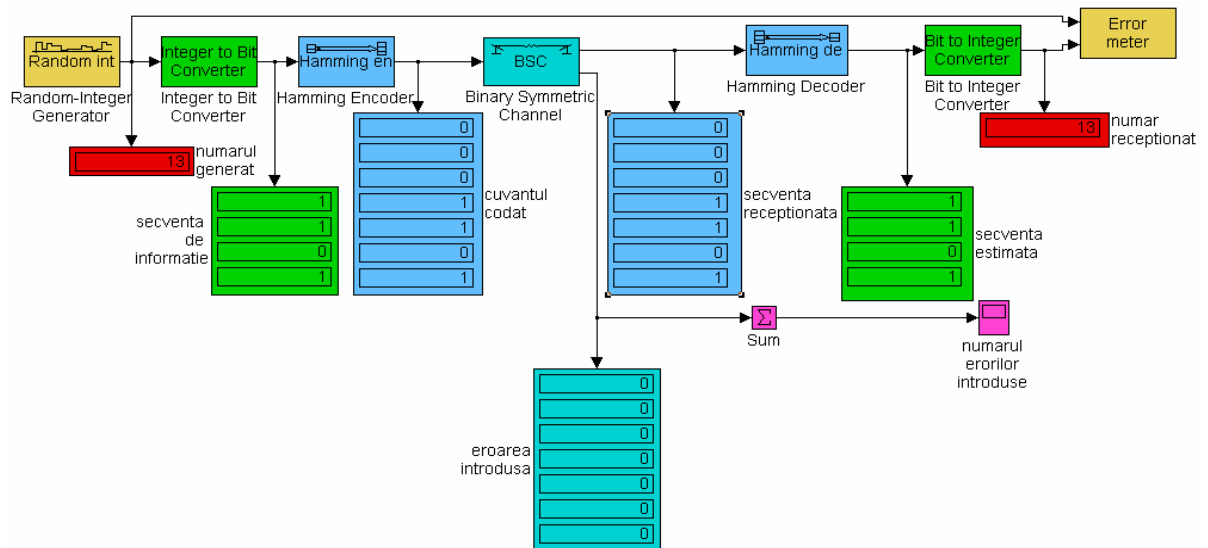 Random int
Random-Integer
Generator
Integer to Bit
Converter
Integer to Bit
Converter
Hamming en
Hamming Encoder
BSC
Binary Symmetric
Channel
Hamming de
Hamming Decoder
Bit to Integer
Converter
Bit to Integer
Converter
Error
meter
13
numarul
generat
1
1
0
1
secventa
de
informatie
0
0
0
1
1
0
1
cuvantul
codat
0
0
0
1
1
0
1
secventa
receptionata
1
1
0
1
secventa
estimata
13
numar
receptionat
Σ
Sum
numarul
erorilor
introduse
0
0
0
0
0
0
0
eroarea
introdusa